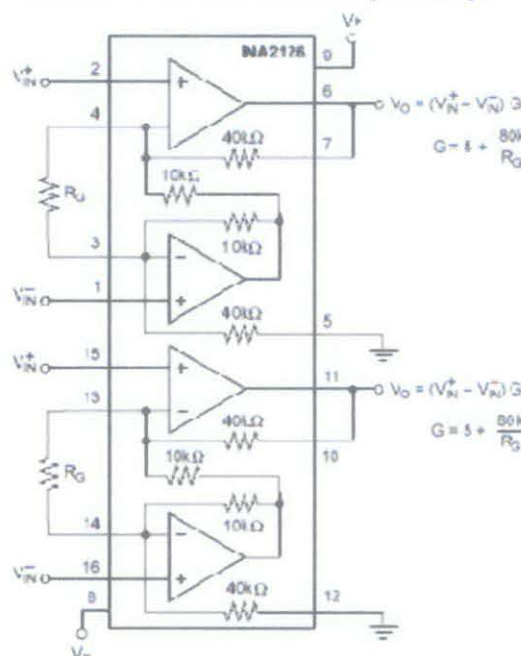 INA2126
V+
9
V+IN
2
6
VO = (V+IN – V–IN) G
4
40kΩ
7
G = 5 + 80k
RG
10kΩ
RG
3
10kΩ
V–IN
1
40kΩ
5
V+IN
15
11
VO = (V+IN – V–IN) G
13
40kΩ
G = 5 + 80k
RG
10
10kΩ
RG
14
10kΩ
V–IN
16
40kΩ
12
8
V–